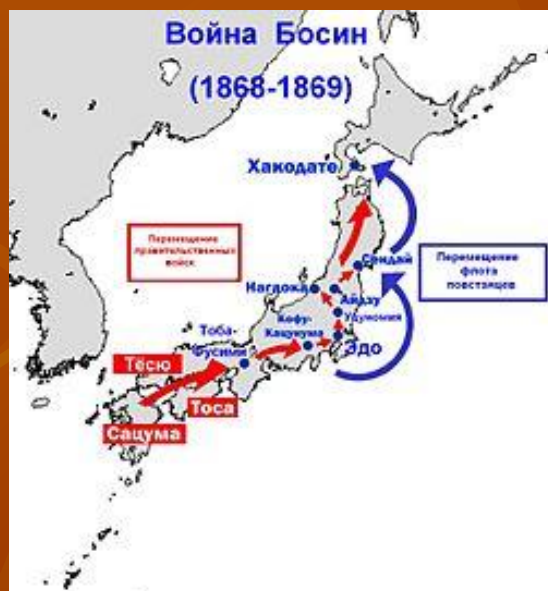 Война Босин
(1868-1869)
Хакодате
Перемещение
правительственных
войск
Перемещение
флота
повстанцев
Сендай
Нагаока
Айдзу
Уцуномия
Кофу-
Кацунума
Тоба-
Фусими
Эдо
Тёсю
Тоса
Сацума